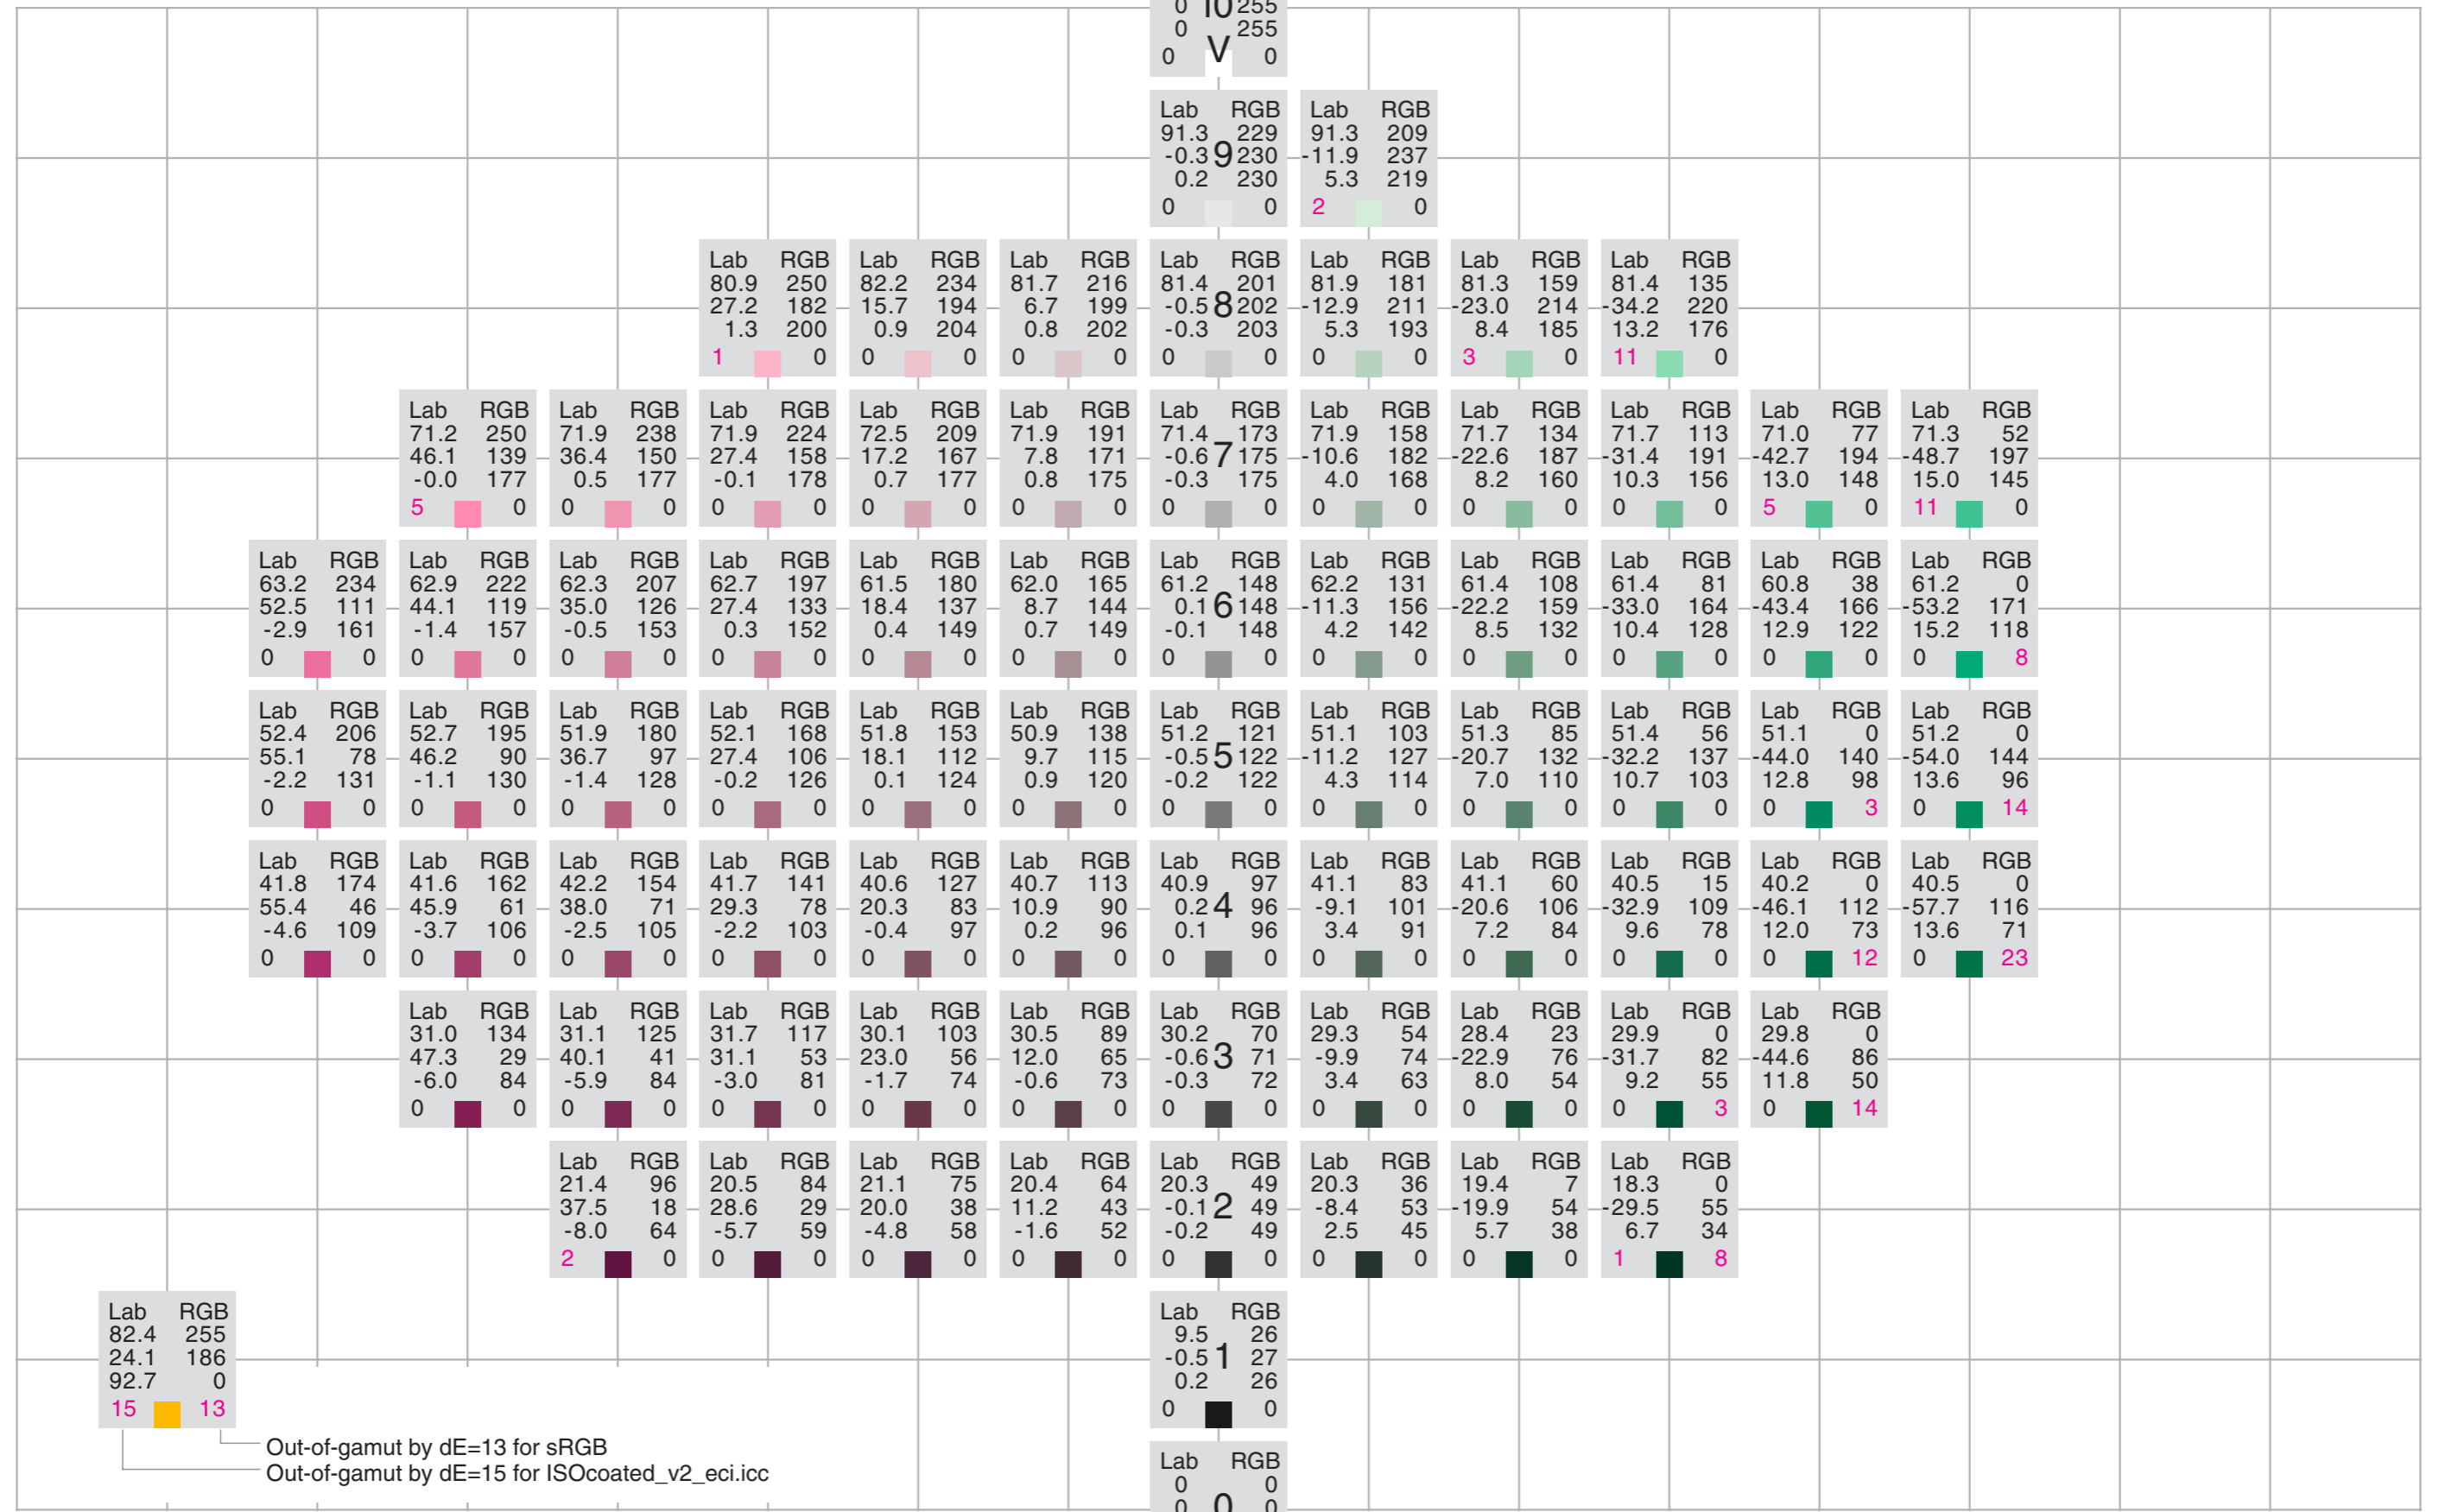 0 10 255
0 255
V
0 0
Lab RGB Lab RGB
91.3 229 91.3 209
-0.3 9 230 -11.9 237
0.2 230 5.3 219
0 0 2 0
Lab RGB Lab RGB Lab RGB Lab RGB Lab RGB Lab RGB Lab RGB
80.9 250 82.2 234 81.7 216 81.4 201 81.9 181 81.3 159 81.4 135
27.2 182 15.7 194 6.7 199 -0.5 8 202 -12.9 211 -23.0 214 -34.2 220
1.3 200 0.9 204 0.8 202 -0.3 203 5.3 193 8.4 185 13.2 176
1 0 0 0 0 0 0 0 0 0 3 0 11 0
Lab RGB Lab RGB Lab RGB Lab RGB Lab RGB Lab RGB Lab RGB Lab RGB Lab RGB Lab RGB Lab RGB
71.2 250 71.9 238 71.9 224 72.5 209 71.9 191 71.4 173 71.9 158 71.7 134 71.7 113 71.0 77 71.3 52
46.1 139 36.4 150 27.4 158 17.2 167 7.8 171 -0.6 7 175 -10.6 182 -22.6 187 -31.4 191 -42.7 194 -48.7 197
-0.0 177 0.5 177 -0.1 178 0.7 177 0.8 175 -0.3 175 4.0 168 8.2 160 10.3 156 13.0 148 15.0 145
5 0 0 0 0 0 0 0 0 0 0 0 0 0 0 0 0 0 5 0 11 0
Lab RGB Lab RGB Lab RGB Lab RGB Lab RGB Lab RGB Lab RGB Lab RGB Lab RGB Lab RGB Lab RGB Lab RGB
63.2 234 62.9 222 62.3 207 62.7 197 61.5 180 62.0 165 61.2 148 62.2 131 61.4 108 61.4 81 60.8 38 61.2 0
52.5 111 44.1 119 35.0 126 27.4 133 18.4 137 8.7 144 0.1 6 148 -11.3 156 -22.2 159 -33.0 164 -43.4 166 -53.2 171
-2.9 161 -1.4 157 -0.5 153 0.3 152 0.4 149 0.7 149 -0.1 148 4.2 142 8.5 132 10.4 128 12.9 122 15.2 118
0 0 0 0 0 0 0 0 0 0 0 0 0 0 0 0 0 0 0 0 0 0 0 8
Lab RGB Lab RGB Lab RGB Lab RGB Lab RGB Lab RGB Lab RGB Lab RGB Lab RGB Lab RGB Lab RGB Lab RGB
52.4 206 52.7 195 51.9 180 52.1 168 51.8 153 50.9 138 51.2 121 51.1 103 51.3 85 51.4 56 51.1 0 51.2 0
55.1 78 46.2 90 36.7 97 27.4 106 18.1 112 9.7 115 -0.5 5 122 -11.2 127 -20.7 132 -32.2 137 -44.0 140 -54.0 144
-2.2 131 -1.1 130 -1.4 128 -0.2 126 0.1 124 0.9 120 -0.2 122 4.3 114 7.0 110 10.7 103 12.8 98 13.6 96
0 0 0 0 0 0 0 0 0 0 0 0 0 0 0 0 0 0 0 0 0 3 0 14
Lab RGB Lab RGB Lab RGB Lab RGB Lab RGB Lab RGB Lab RGB Lab RGB Lab RGB Lab RGB Lab RGB Lab RGB
41.8 174 41.6 162 42.2 154 41.7 141 40.6 127 40.7 113 40.9 97 41.1 83 41.1 60 40.5 15 40.2 0 40.5 0
55.4 46 45.9 61 38.0 71 29.3 78 20.3 83 10.9 90 0.2 4 96 -9.1 101 -20.6 106 -32.9 109 -46.1 112 -57.7 116
-4.6 109 -3.7 106 -2.5 105 -2.2 103 -0.4 97 0.2 96 0.1 96 3.4 91 7.2 84 9.6 78 12.0 73 13.6 71
0 0 0 0 0 0 0 0 0 0 0 0 0 0 0 0 0 0 0 0 0 12 0 23
Lab RGB Lab RGB Lab RGB Lab RGB Lab RGB Lab RGB Lab RGB Lab RGB Lab RGB Lab RGB
31.0 134 31.1 125 31.7 117 30.1 103 30.5 89 30.2 70 29.3 54 28.4 23 29.9 0 29.8 0
47.3 29 40.1 41 31.1 53 23.0 56 12.0 65 -0.6 3 71 -9.9 74 -22.9 76 -31.7 82 -44.6 86
-6.0 84 -5.9 84 -3.0 81 -1.7 74 -0.6 73 -0.3 72 3.4 63 8.0 54 9.2 55 11.8 50
0 0 0 0 0 0 0 0 0 0 0 0 0 0 0 0 0 3 0 14
Lab RGB Lab RGB Lab RGB Lab RGB Lab RGB Lab RGB Lab RGB Lab RGB
21.4 96 20.5 84 21.1 75 20.4 64 20.3 49 20.3 36 19.4 7 18.3 0
37.5 18 28.6 29 20.0 38 11.2 43 -0.1 2 49 -8.4 53 -19.9 54 -29.5 55
-8.0 64 -5.7 59 -4.8 58 -1.6 52 -0.2 49 2.5 45 5.7 38 6.7 34
2 0 0 0 0 0 0 0 0 0 0 0 0 0 1 8
Lab RGB Lab RGB
82.4 255 9.5 26
24.1 186 -0.5 1 27
92.7 0 0.2 26
15 13 0 0
Out-of-gamut by dE=13 for sRGB
Out-of-gamut by dE=15 for ISOcoated_v2_eci.icc
Lab RGB
0 0
0 0 0